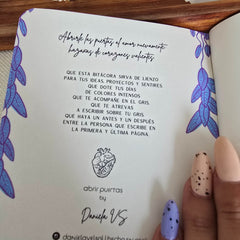 Abrirle las puertas al amor nuevamente
hazañas de corazones valientes.
QUE ESTA BITÁCORA SIRVA DE LIENZO
PARA TUS IDEAS, PROYECTOS Y SENTIRES
QUE DOTE TUS DÍAS
DE COLORES INTENSOS
QUE TE ACOMPAÑE EN EL GRIS,
QUE TE ATREVAS
A ESCRIBIR SOBRE TU GRIS
QUE HAYA UN ANTES Y UN DESPUÉS
ENTRE LA PERSONA QUE ESCRIBE EN
LA PRIMERA Y ÚLTIMA PÁGINA.
abrir puertas
by
Daniela VS